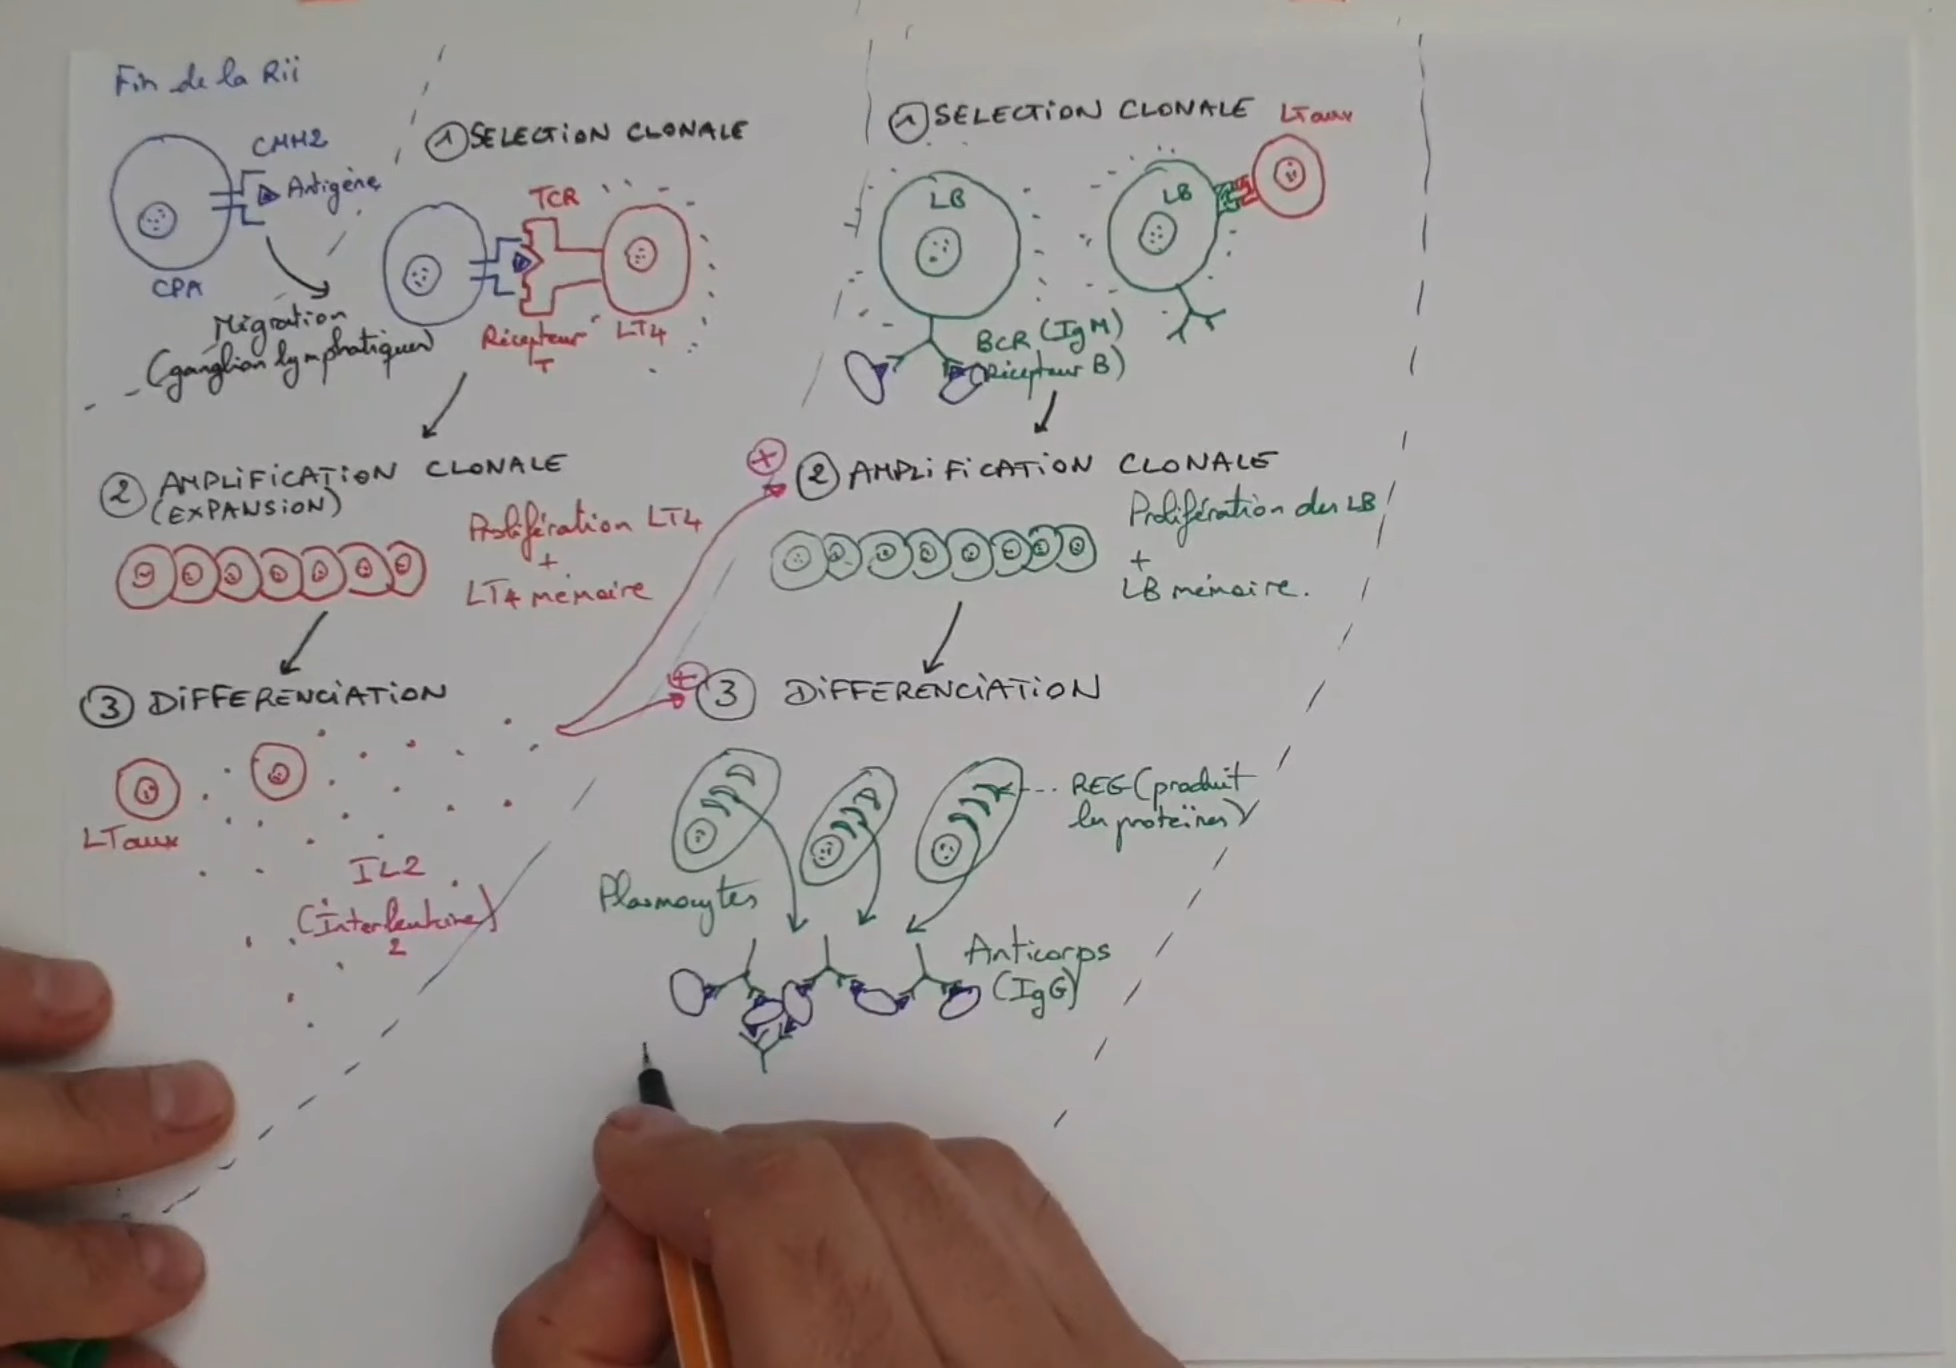 Fin de la Rii
CMH2
Antigène
CPA
Migration
(ganglion lymphatique)
① SELECTION CLONALE
TCR
Récepteur
T
LT4
② AMPLIFICATION CLONALE
(EXPANSION)
Prolifération LT4
+
LT4 mémoire
③ DIFFERENCIATION
LTaux
IL2
(Interleukine)
2
① SELECTION CLONALE
LTaux
LB
LB
BCR (IgM)
(Récepteur B)
+
② AMPLIFICATION CLONALE
Prolifération des LB
+
LB mémoire.
+
③ DIFFERENCIATION
REG (produit
les protéines)
Plasmocytes
Anticorps
(IgG)